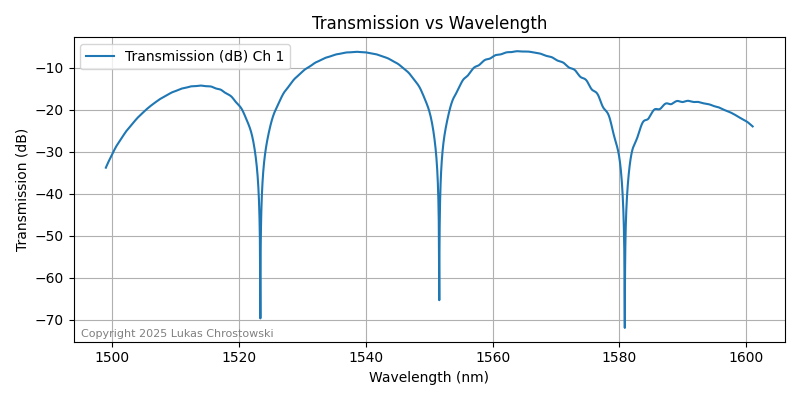 Transmission vs Wavelength
Transmission (dB) Ch 1
Transmission (dB)
−10
−20
−30
−40
−50
−60
−70
Copyright 2025 Lukas Chrostowski
1500 1520 1540 1560 1580 1600
Wavelength (nm)